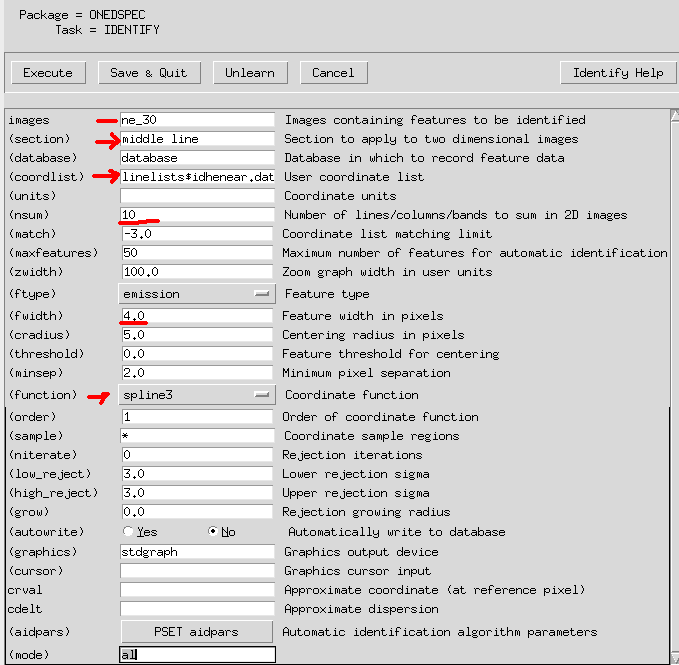 Package = ONEDSPEC
Task = IDENTIFY
Execute Save & Quit Unlearn Cancel Identify Help
images ne_30 Images containing features to be identified
(section) middle line Section to apply to two dimensional images
(database) database Database in which to record feature data
(coordlist) linelists$idhenear.dat User coordinate list
(units) Coordinate units
(nsum) 10 Number of lines/columns/bands to sum in 2D images
(match) -3.0 Coordinate list matching limit
(maxfeatures) 50 Maximum number of features for automatic identification
(zwidth) 100.0 Zoom graph width in user units
(ftype) emission Feature type
(fwidth) 4.0 Feature width in pixels
(cradius) 5.0 Centering radius in pixels
(threshold) 0.0 Feature threshold for centering
(minsep) 2.0 Minimum pixel separation
(function) spline3 Coordinate function
(order) 1 Order of coordinate function
(sample) * Coordinate sample regions
(niterate) 0 Rejection iterations
(low_reject) 3.0 Lower rejection sigma
(high_reject) 3.0 Upper rejection sigma
(grow) 0.0 Rejection growing radius
(autowrite) Yes No Automatically write to database
(graphics) stdgraph Graphics output device
(cursor) Graphics cursor input
crval Approximate coordinate (at reference pixel)
cdelt Approximate dispersion
(aidpars) PSET aidpars Automatic identification algorithm parameters
(mode) al